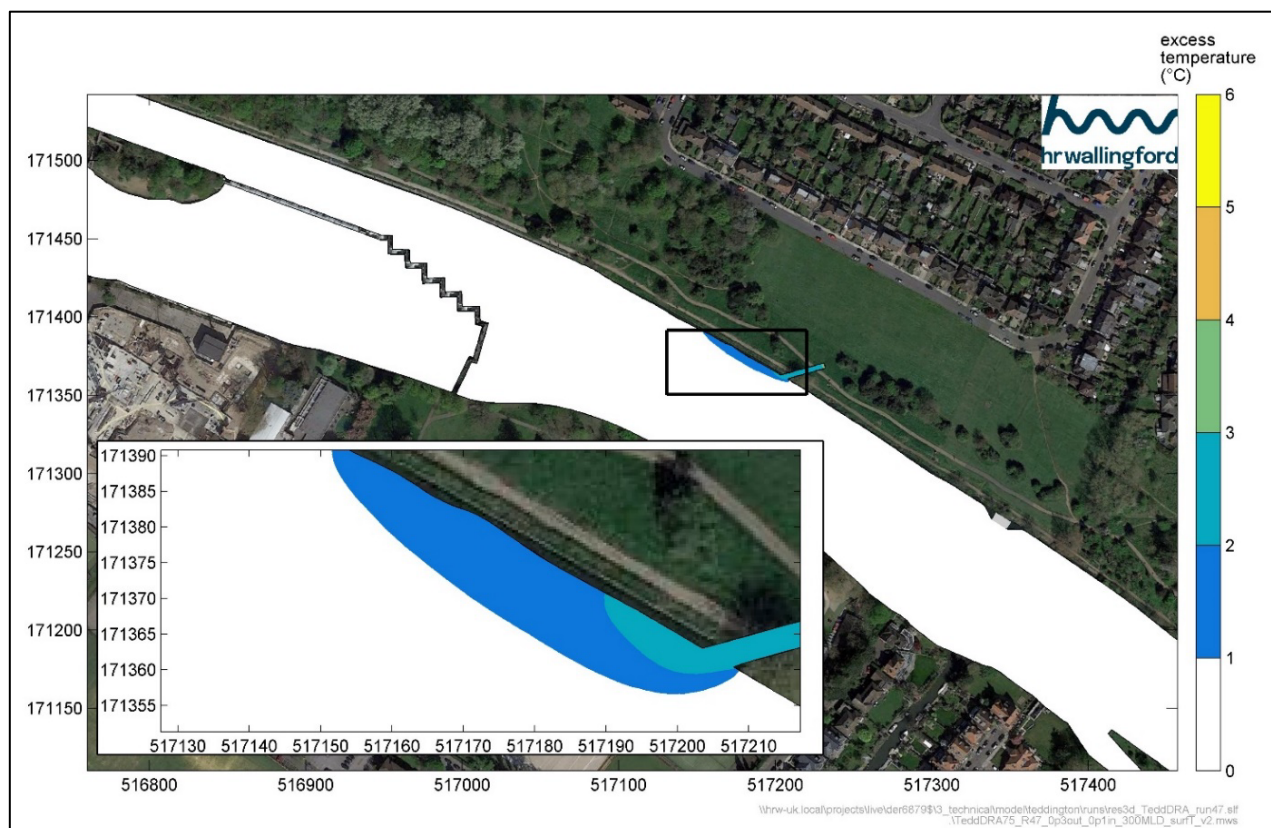 excess
temperature
(°C)
hr wallingford
6
5
4
3
2
1
0
171500
171450
171400
171350
171300
171250
171200
171150
516800 516900 517000 517100 517200 517300 517400
171390
171385
171380
171375
171370
171365
171360
171355
517130 517140 517150 517160 517170 517180 517190 517200 517210
\\hrw-uk.local\projects\live\der6879$\3_technical\model\teddington\runs\res3d_TeddDRA_run47.slf
.\TeddDRA75_R47_0p3out_0p1in_300MLD_surfT_v2.mws